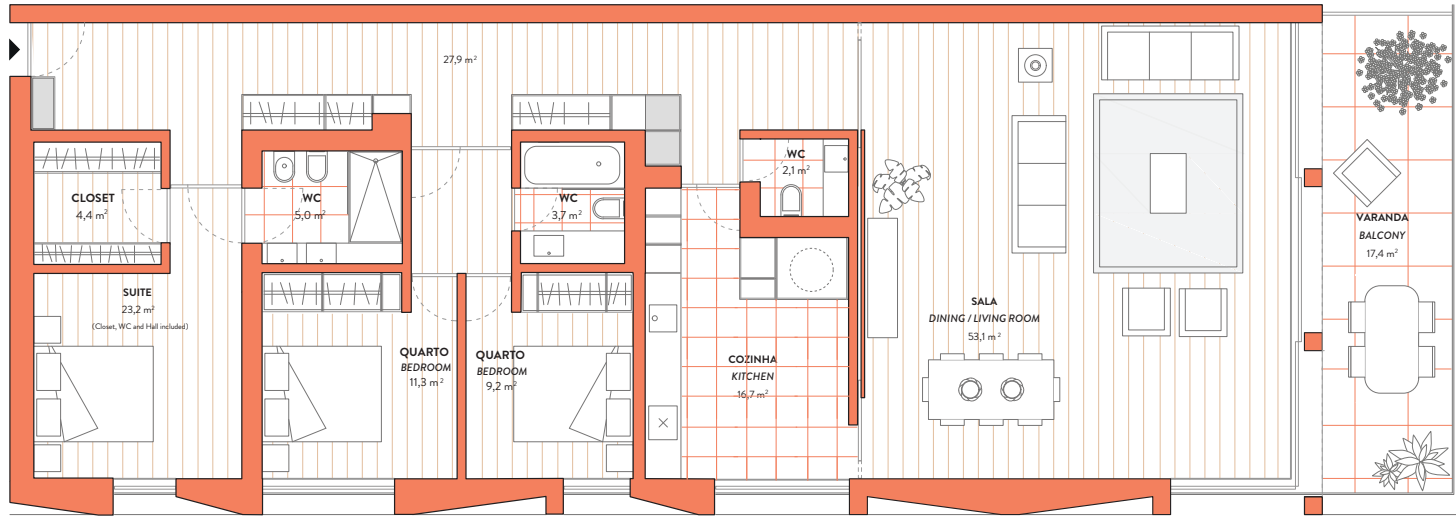 27,9 m²
WC
2,1 m²
CLOSET
4,4 m²
WC
5,0 m²
WC
3,7 m²
VARANDA
BALCONY
17,4 m²
SUITE
23,2 m²
(Closet, WC and Hall included)
SALA
DINING / LIVING ROOM
53,1 m²
QUARTO
BEDROOM
11,3 m²
QUARTO
BEDROOM
9,2 m²
COZINHA
KITCHEN
16,7 m²